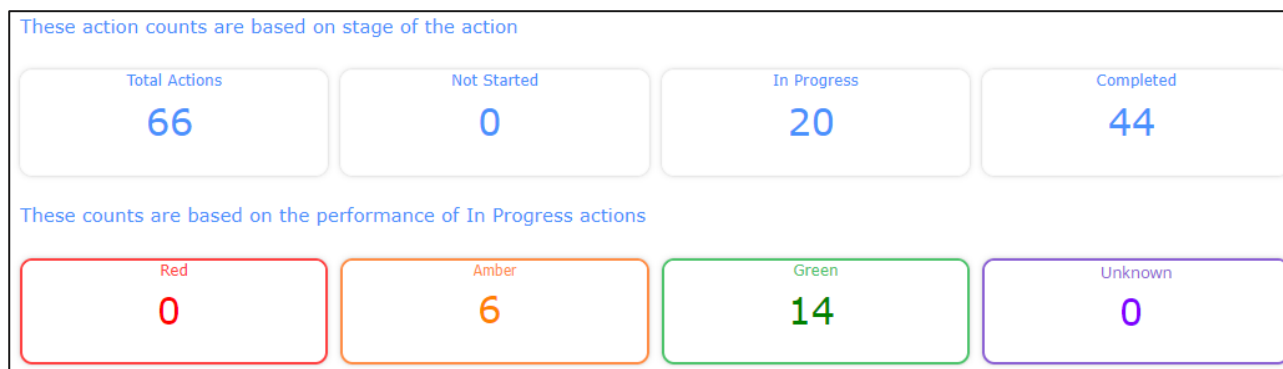 These action counts are based on stage of the action
Total Actions Not Started In Progress Completed
66 0 20 44
These counts are based on the performance of In Progress actions
Red Amber Green Unknown
0 6 14 0